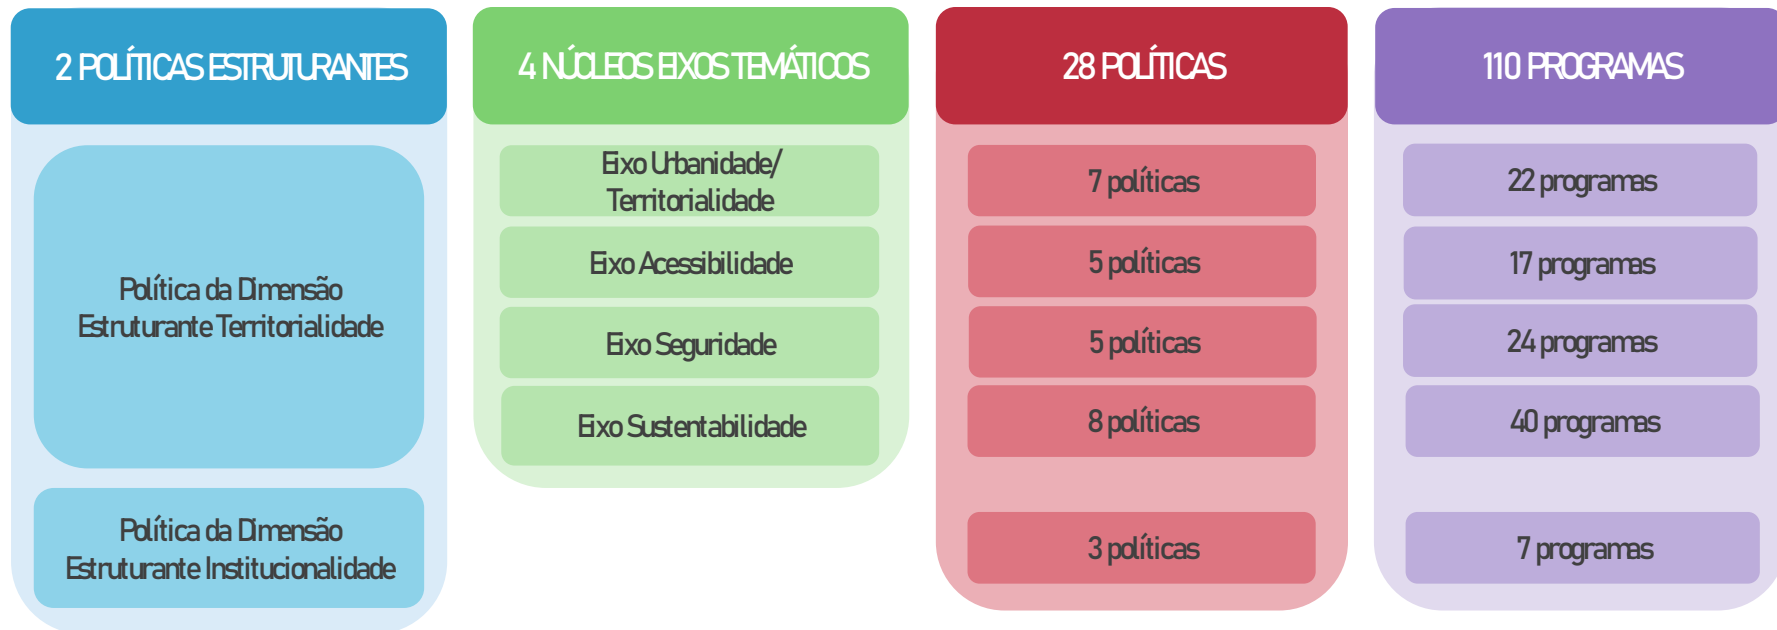 2 POLÍTICAS ESTRUTURANTES
4 NÚCLEOS EIXOS TEMÁTICOS
28 POLÍTICAS
110 PROGRAMAS
Política da Dimensão
Estruturante Territorialidade
Eixo Urbanidade/
Territorialidade
7 políticas
22 programas
Eixo Acessibilidade
5 políticas
17 programas
Eixo Seguridade
5 políticas
24 programas
Eixo Sustentabilidade
8 políticas
40 programas
Política da Dimensão
Estruturante Institucionalidade
3 políticas
7 programas